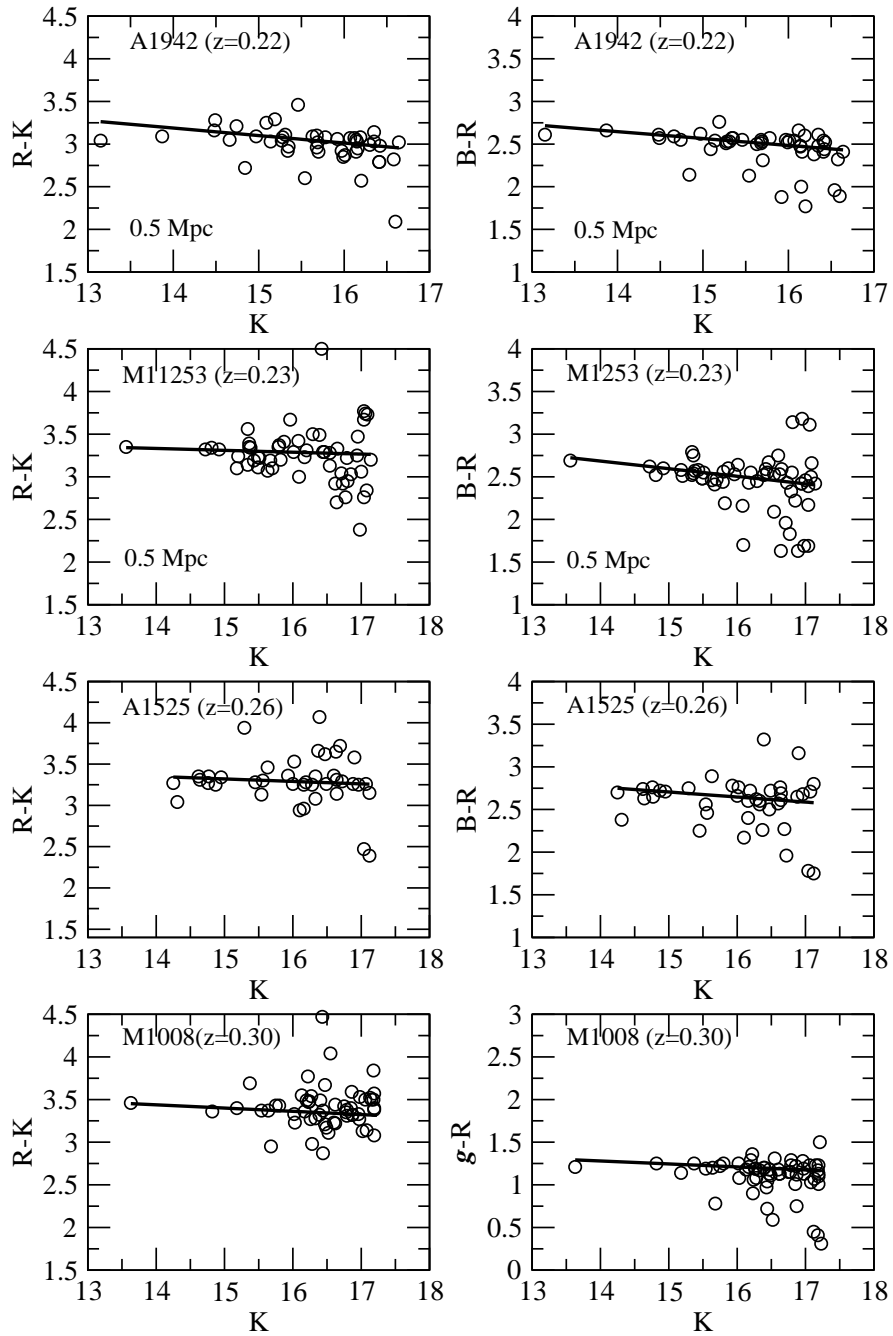 4.5
4
3.5
3
2.5
2
1.5
R-K
A1942 (z=0.22)
0.5 Mpc
13 14 15 16 17
K
4
3.5
3
2.5
2
1.5
1
B-R
A1942 (z=0.22)
0.5 Mpc
13 14 15 16 17
K
4.5
4
3.5
3
2.5
2
1.5
R-K
M11253 (z=0.23)
0.5 Mpc
13 14 15 16 17 18
K
4
3.5
3
2.5
2
1.5
1
B-R
M1253 (z=0.23)
0.5 Mpc
13 14 15 16 17 18
K
4.5
4
3.5
3
2.5
2
1.5
R-K
A1525 (z=0.26)
13 14 15 16 17 18
K
4
3.5
3
2.5
2
1.5
1
B-R
A1525 (z=0.26)
13 14 15 16 17 18
K
4.5
4
3.5
3
2.5
2
1.5
R-K
M1008(z=0.30)
13 14 15 16 17 18
K
3
2.5
2
1.5
1
0.5
0
g-R
M1008 (z=0.30)
13 14 15 16 17 18
K